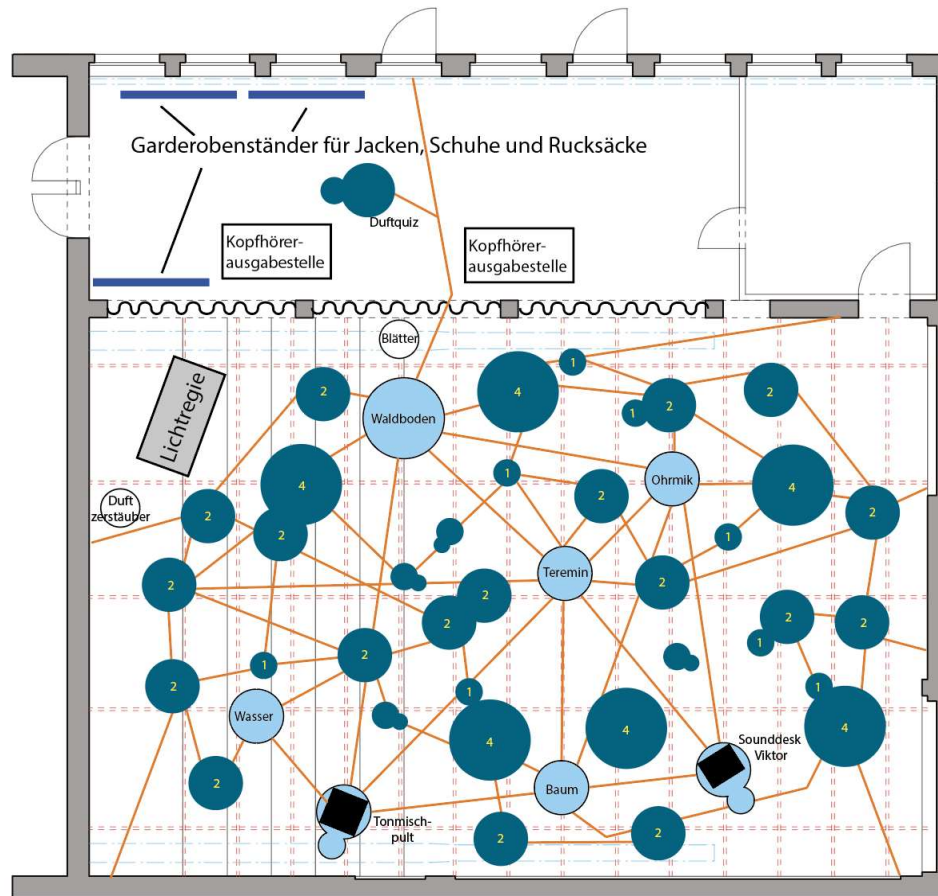 Garderobenständer für Jacken, Schuhe und Rucksäcke
Duftquiz
Kopfhörer-
ausgabestelle
Kopfhörer-
ausgabestelle
Blätter
Lichtregie
Waldboden
2
4
1
2
1
2
4
1
2
Ohrmik
4
Duft
zerstäuber
2
2
2
1
2
2
Teremin
2
2
2
2
2
1
2
1
2
2
1
1
Wasser
4
4
4
Sounddesk
Viktor
2
Baum
Tonmisch-
pult
2
2